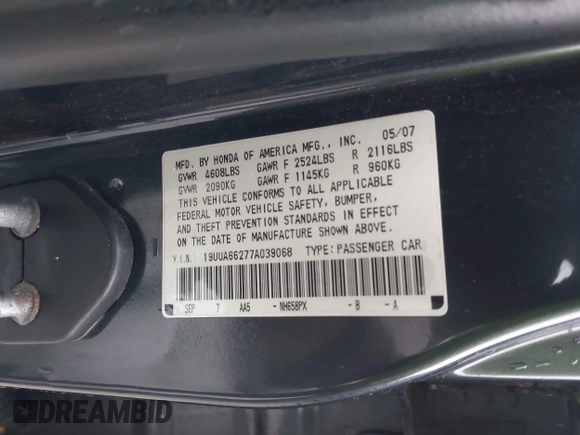 MFD. BY HONDA OF AMERICA MFG., INC. 05/07
GVWR 4608LBS GAWR F 2524LBS R 2116LBS
GVWR 2090KG GAWR F 1145KG R 960KG
THIS VEHICLE CONFORMS TO ALL APPLICABLE
FEDERAL MOTOR VEHICLE SAFETY, BUMPER,
AND THEFT PREVENTION STANDARDS IN EFFECT
ON THE DATE OF MANUFACTURE SHOWN ABOVE.
V.I.N.: 19UUA66277A039068 TYPE: PASSENGER CAR
SEP 7 AA5 -NH658PX -B -A
DREAMBID